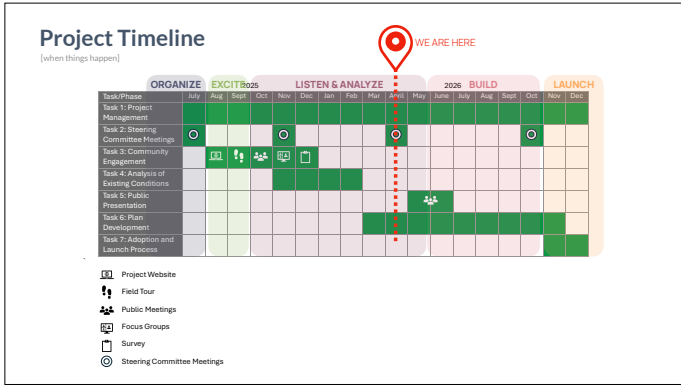 Project Timeline
[when things happen]
WE ARE HERE
ORGANIZE EXCITE 2025 LISTEN & ANALYZE 2026 BUILD LAUNCH
Task/Phase July Aug Sept Oct Nov Dec Jan Feb Mar April May June July Aug Sept Oct Nov Dec
Task 1: Project
Management
Task 2: Steering
Committee Meetings
Task 3: Community
Engagement
Task 4: Analysis of
Existing Conditions
Task 5: Public
Presentation
Task 6: Plan
Development
Task 7: Adoption and
Launch Process
Project Website
Field Tour
Public Meetings
Focus Groups
Survey
Steering Committee Meetings